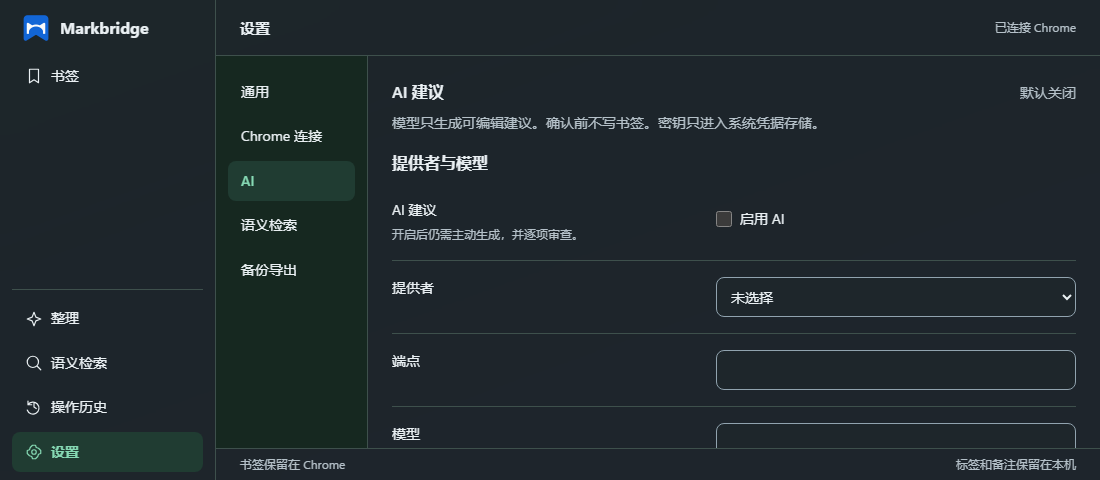 Markbridge
书签
整理
语义检索
操作历史
设置
设置
已连接 Chrome
通用
Chrome 连接
AI
语义检索
备份导出
AI 建议
默认关闭
模型只生成可编辑建议。确认前不写书签。密钥只进入系统凭据存储。
提供者与模型
AI 建议
开启后仍需主动生成，并逐项审查。
启用 AI
提供者
未选择
端点
模型
书签保留在 Chrome
标签和备注保留在本机